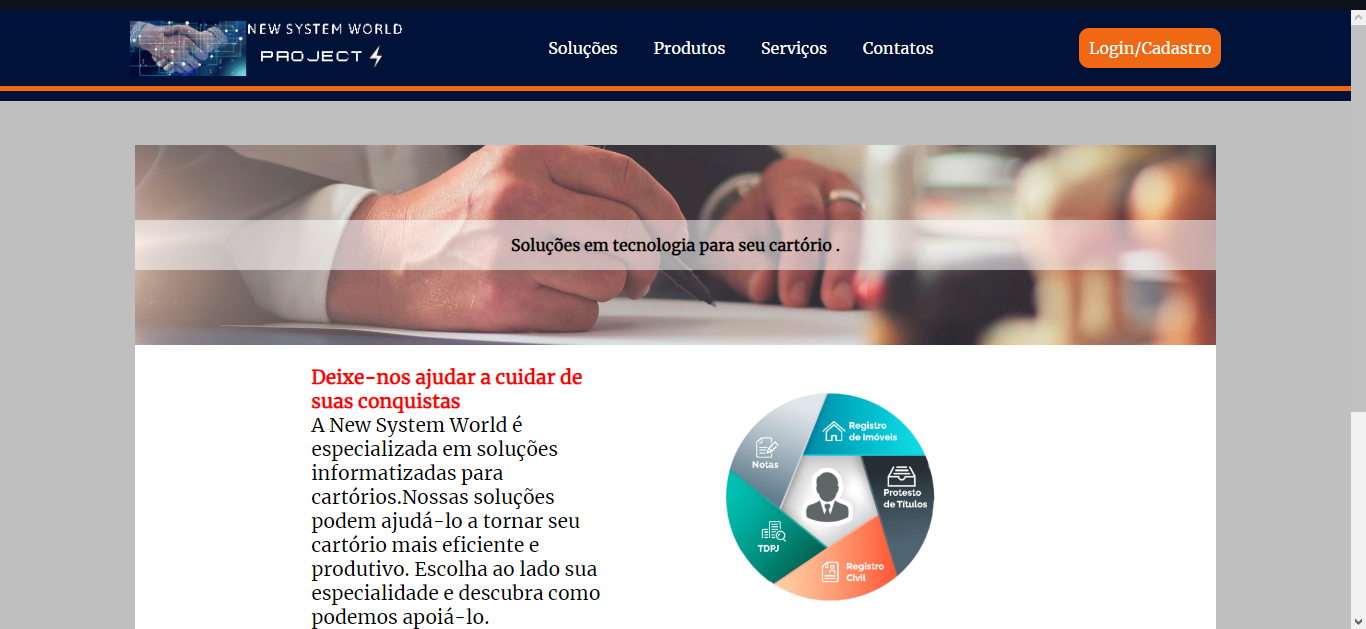 NEW SYSTEM WORLD
PROJECT
Soluções Produtos Serviços Contatos
Login/Cadastro
Soluções em tecnologia para seu cartório .
Deixe-nos ajudar a cuidar de
suas conquistas
A New System World é
especializada em soluções
informatizadas para
cartórios.Nossas soluções
podem ajudá-lo a tornar seu
cartório mais eficiente e
produtivo. Escolha ao lado sua
especialidade e descubra como
podemos apoiá-lo.
Registro
de Imóveis
Notas
Protesto
de Títulos
TDPJ
Registro
Civil